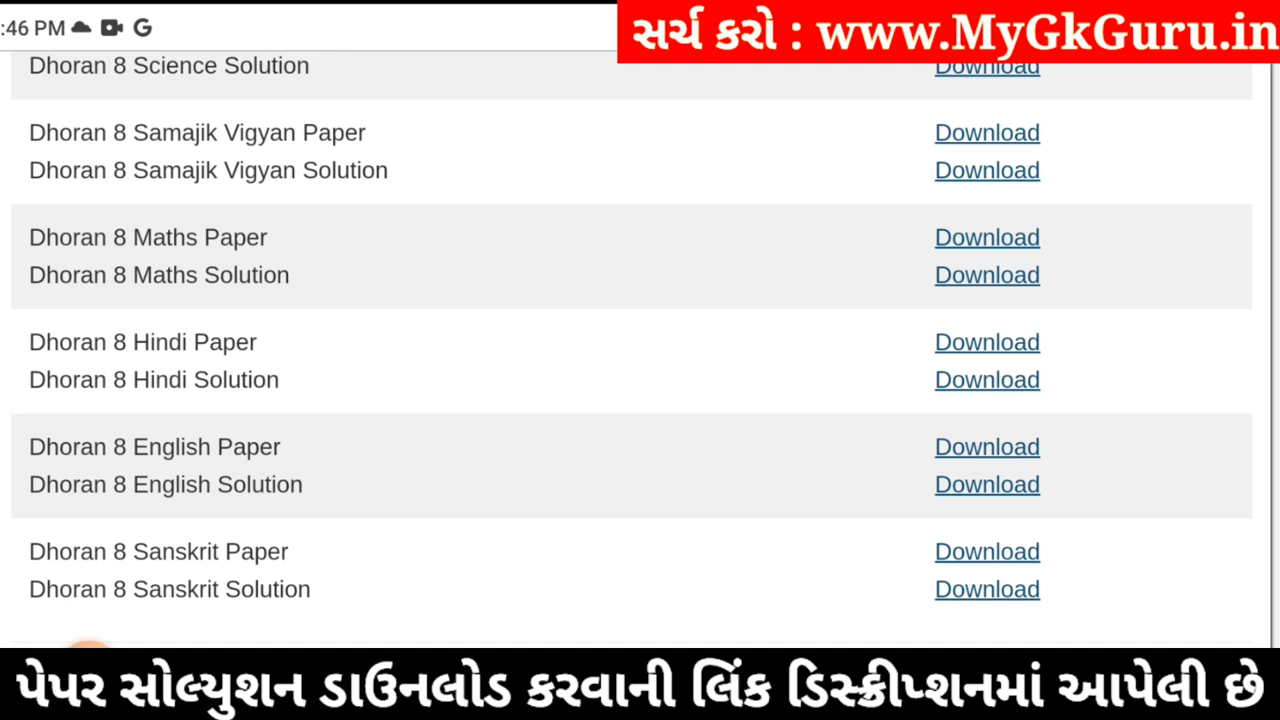 :46 PM G
સર્ચ કરો : www.MyGkGuru.in
Dhoran 8 Science Solution Download
Dhoran 8 Samajik Vigyan Paper Download
Dhoran 8 Samajik Vigyan Solution Download
Dhoran 8 Maths Paper Download
Dhoran 8 Maths Solution Download
Dhoran 8 Hindi Paper Download
Dhoran 8 Hindi Solution Download
Dhoran 8 English Paper Download
Dhoran 8 English Solution Download
Dhoran 8 Sanskrit Paper Download
Dhoran 8 Sanskrit Solution Download
પેપર સોલ્યુશન ડાઉનલોડ કરવાની લિંક ડિસ્ક્રીપ્શનમાં આપેલી છે